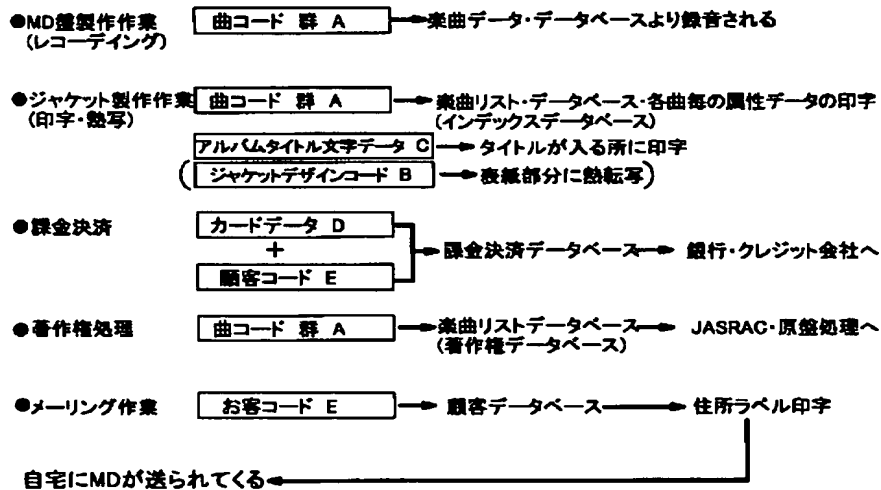 ●MD盤製作作業 曲コード 群 A 楽曲データ・データベースより録音される
(レコーデイング)
●ジャケット製作作業 曲コード 群 A 楽曲リスト・データベース・各曲毎の属性データの印字
(印字・熱写) (インデックスデータベース)
アルバムタイトル文字データ C タイトルが入る所に印字
( ジャケットデザインコード B 表紙部分に熱転写)
●課金決済 カードデータ D
+ 課金決済データベース 銀行・クレジット会社へ
顧客コード E
●著作権処理 曲コード 群 A 楽曲リストデータベース JASRAC・原盤処理へ
(著作権データベース)
●メーリング作業 お客コード E 顧客データベース 住所ラベル印字
自宅にMDが送られてくる